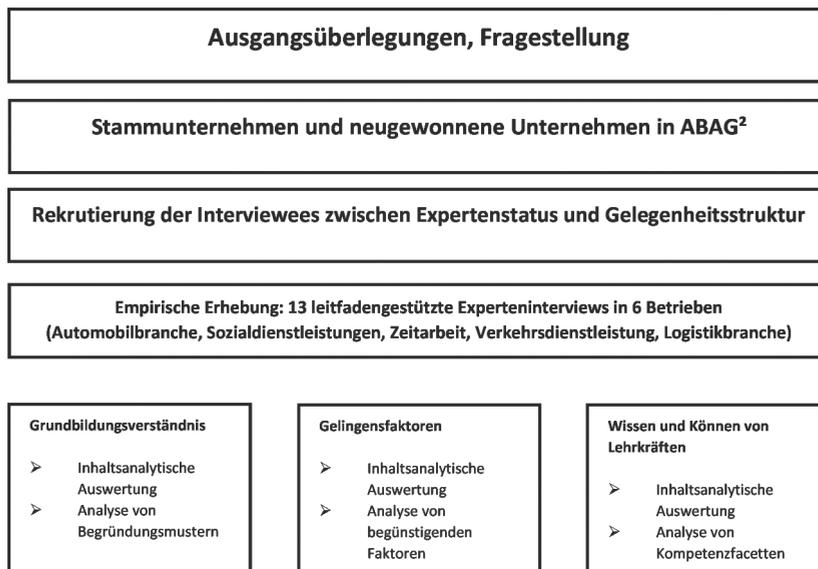 Ausgangsüberlegungen, Fragestellung
Stammunternehmen und neugewonnene Unternehmen in ABAG²
Rekrutierung der Interviewees zwischen Expertenstatus und Gelegenheitsstruktur
Empirische Erhebung: 13 leitfadengestützte Experteninterviews in 6 Betrieben
(Automobilbranche, Sozialdienstleistungen, Zeitarbeit, Verkehrsdienstleistung, Logistikbranche)
Grundbildungsverständnis
➢ Inhaltsanalytische
Auswertung
➢ Analyse von
Begründungsmustern
Gelingensfaktoren
➢ Inhaltsanalytische
Auswertung
➢ Analyse von
begünstigenden
Faktoren
Wissen und Können von
Lehrkräften
➢ Inhaltsanalytische
Auswertung
➢ Analyse von
Kompetenzfacetten